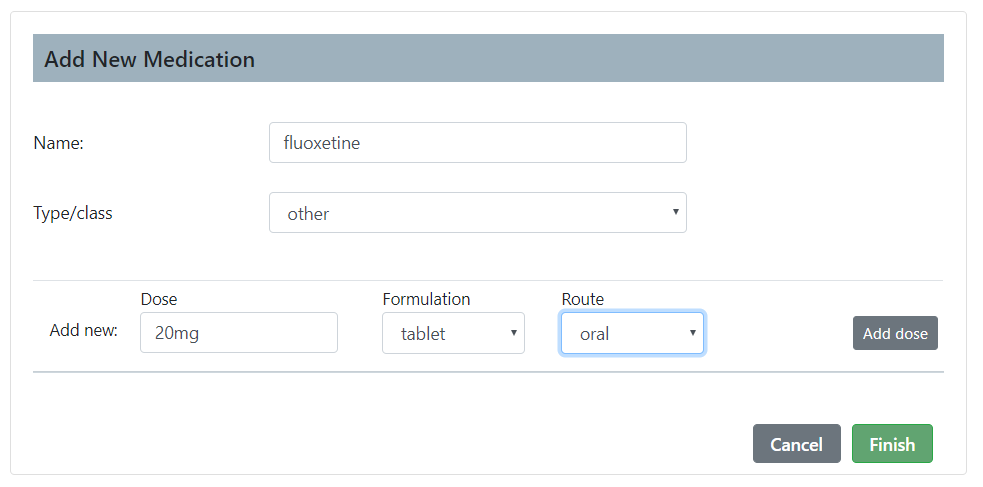 Add New Medication
Name:
fluoxetine
Type/class
other
Dose
Formulation
Route
Add new:
20mg
tablet
oral
Add dose
Cancel
Finish